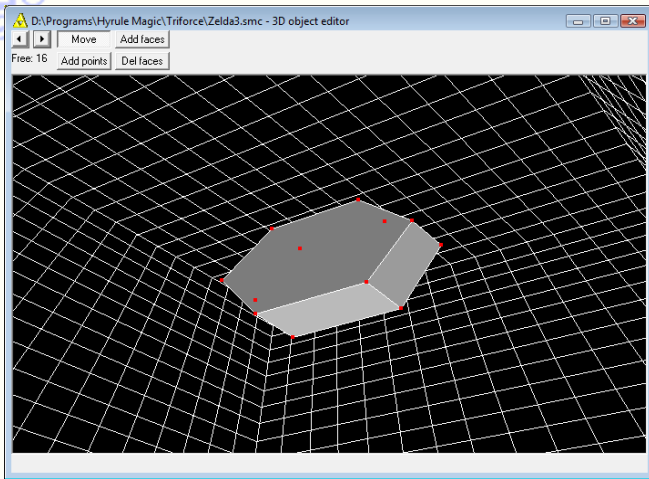 D:\Programs\Hyrule Magic\Triforce\Zelda3.smc - 3D object editor
Move Add faces
Free: 16 Add points Del faces